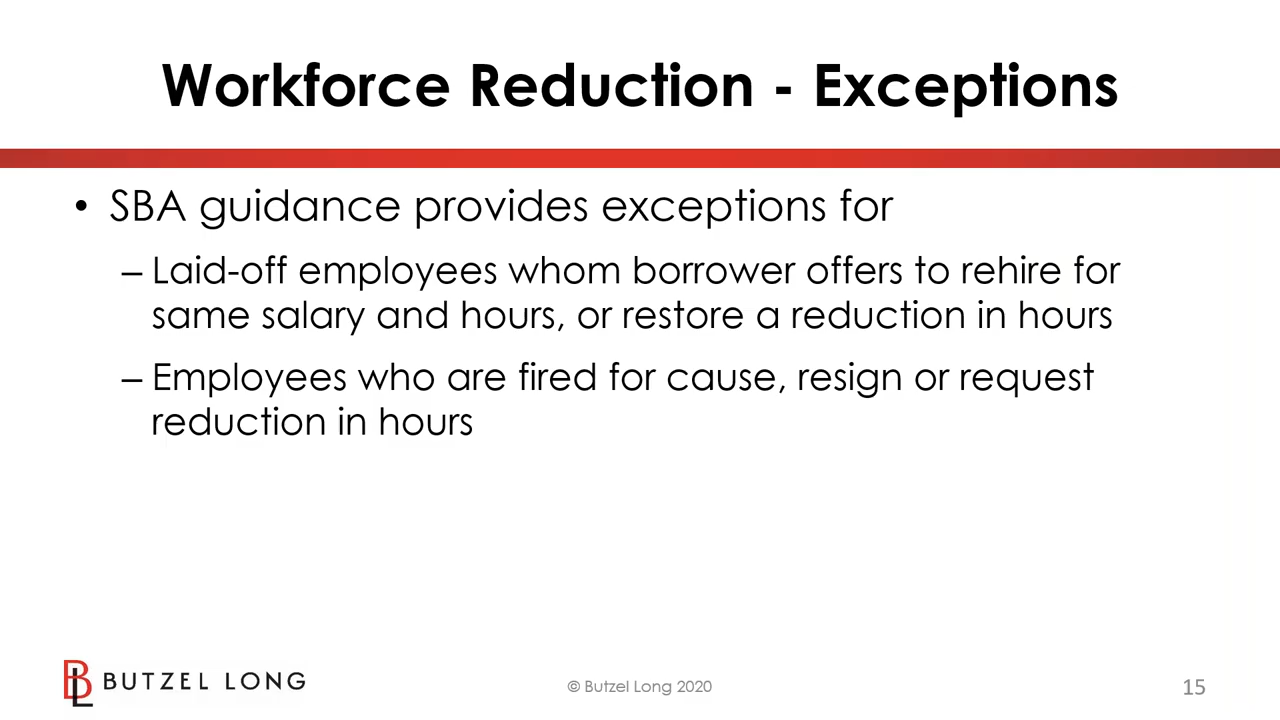 Workforce Reduction - Exceptions
• SBA guidance provides exceptions for
– Laid-off employees whom borrower offers to rehire for
same salary and hours, or restore a reduction in hours
– Employees who are fired for cause, resign or request
reduction in hours
BL BUTZEL LONG
© Butzel Long 2020
15